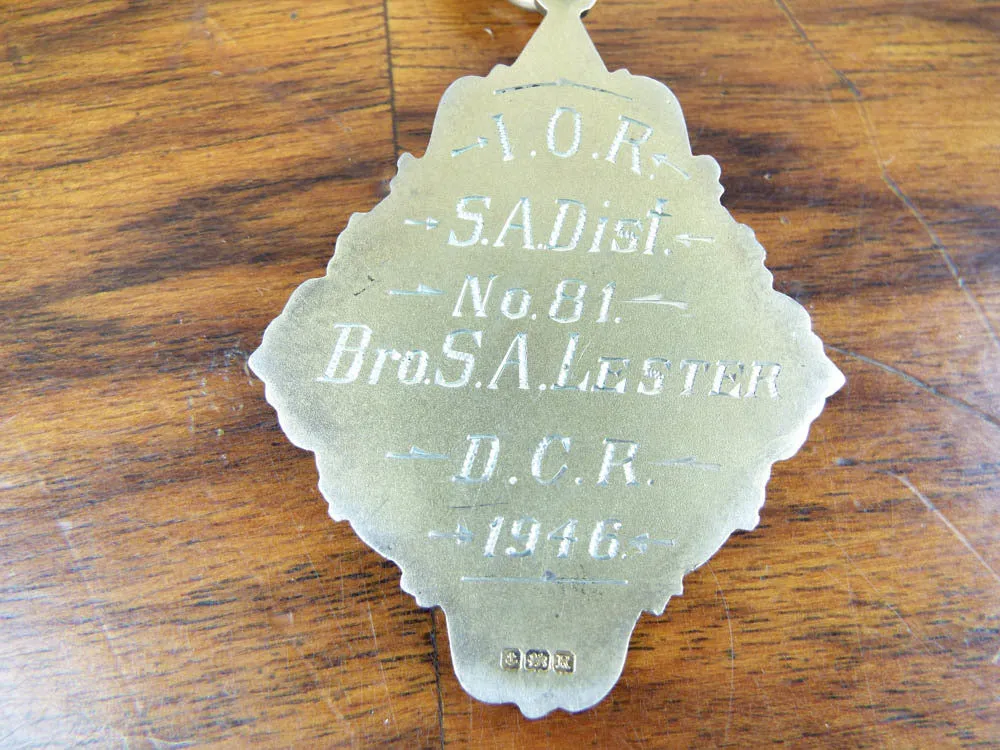 I.O.R.
S.A.Dist.
No.81.
Bro.S.A.LESTER
D.C.R.
1946.